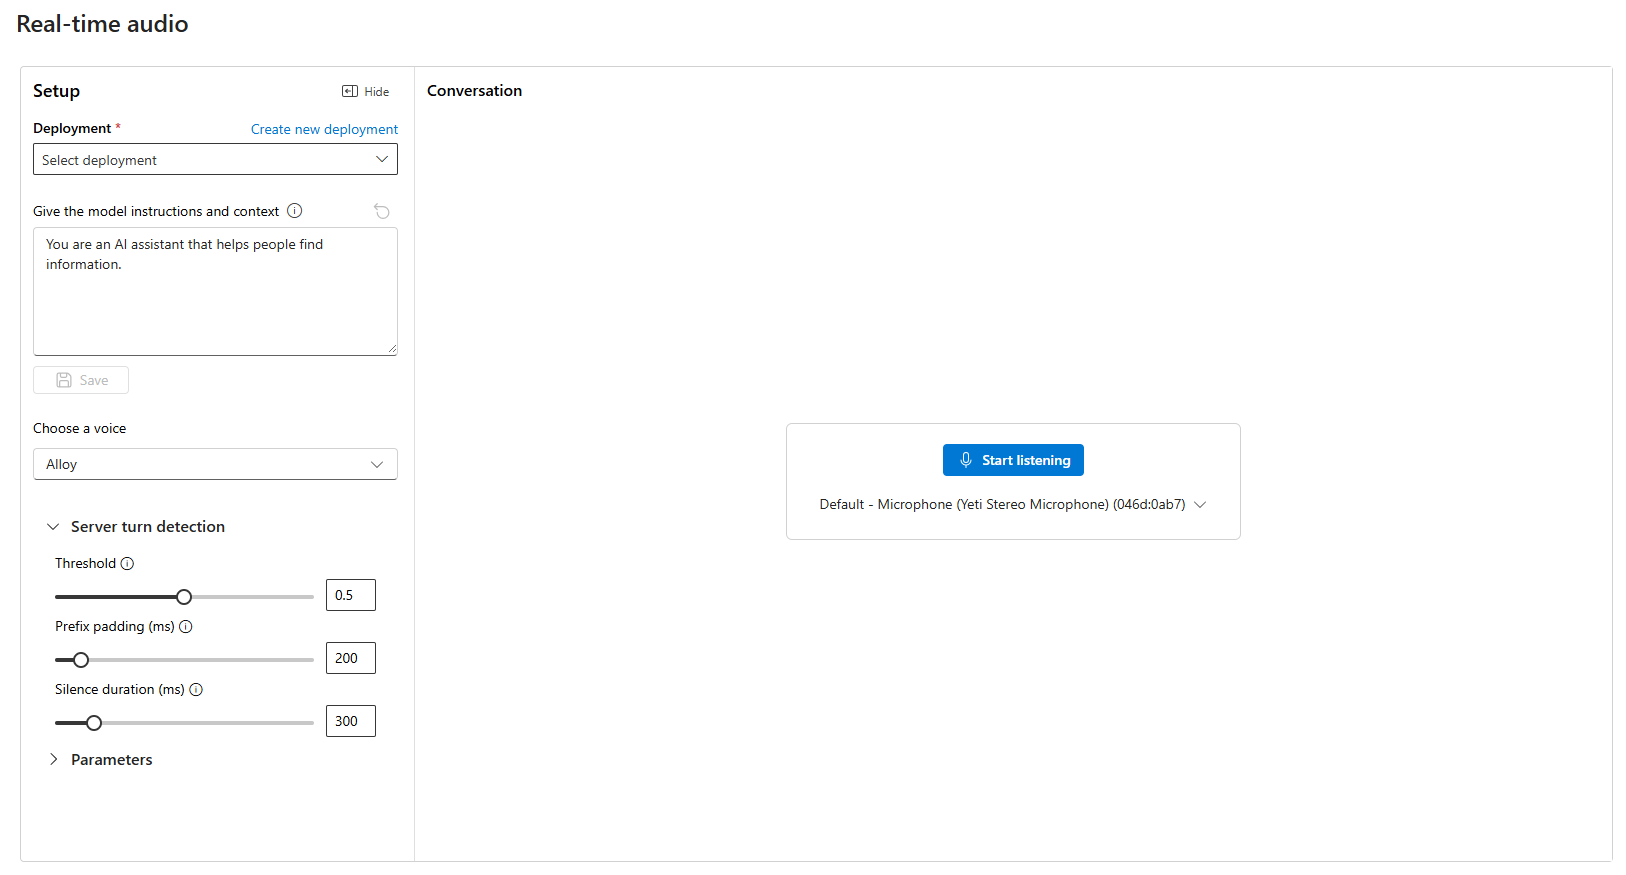 Real-time audio
Setup
Hide
Deployment *
Create new deployment
Select deployment
Give the model instructions and context
You are an AI assistant that helps people find
information.
Save
Choose a voice
Alloy
Server turn detection
Threshold
0.5
Prefix padding (ms)
200
Silence duration (ms)
300
Parameters
Conversation
Start listening
Default - Microphone (Yeti Stereo Microphone) (046d:0ab7)